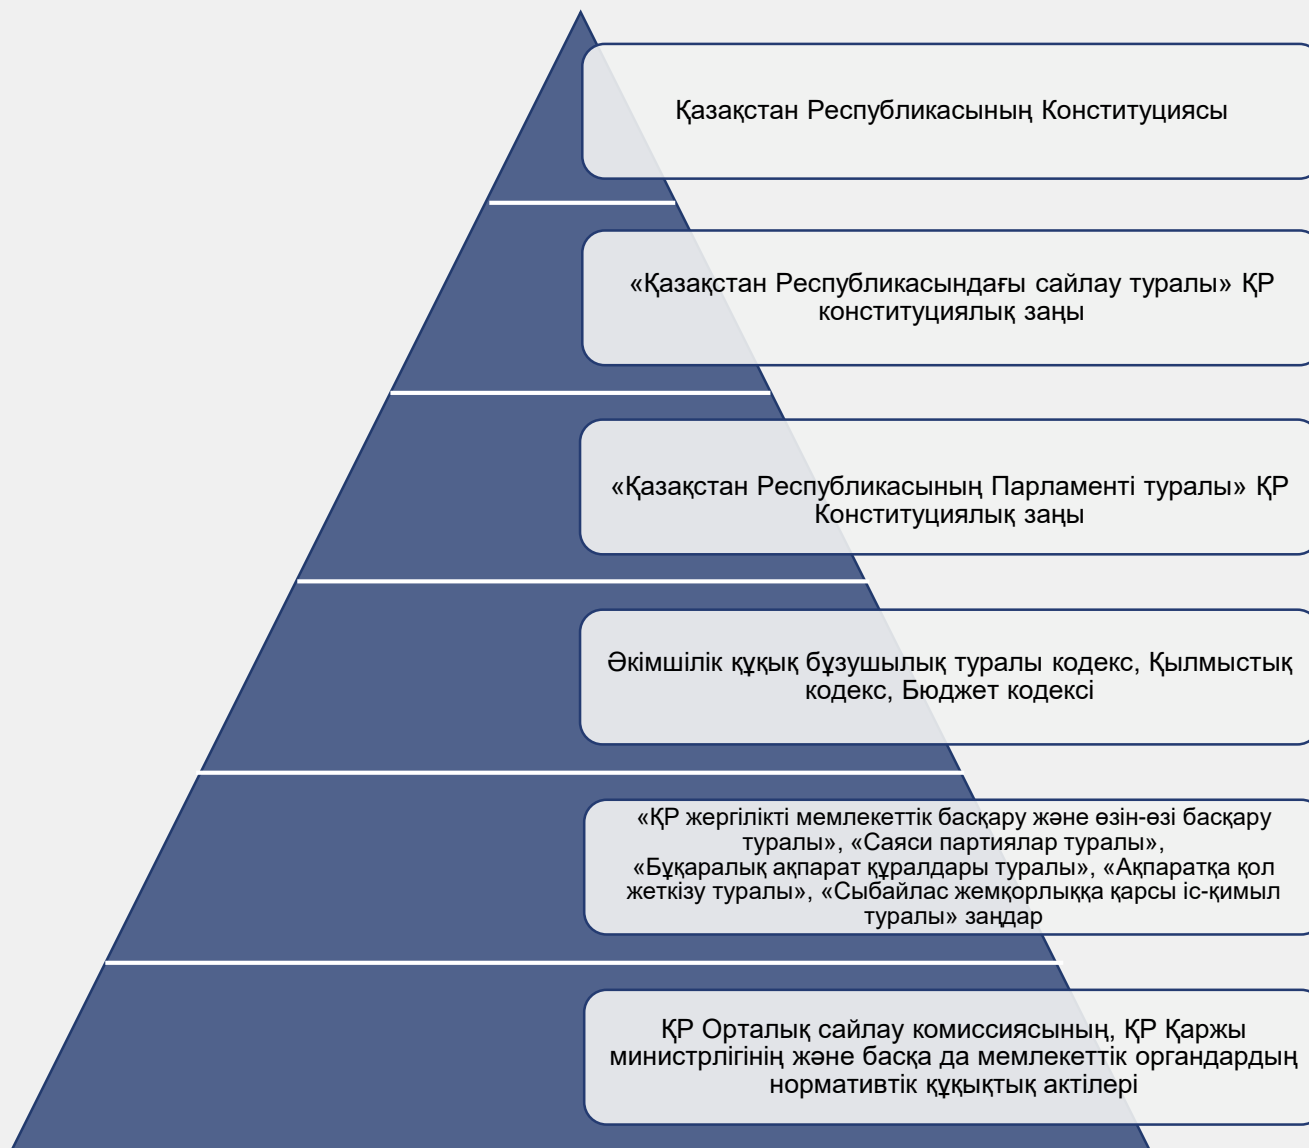 Қазақстан Республикасының Конституциясы
«Қазақстан Республикасындағы сайлау туралы» ҚР
конституциялық заңы
«Қазақстан Республикасының Парламенті туралы» ҚР
Конституциялық заңы
Әкімшілік құқық бұзушылық туралы кодекс, Қылмыстық
кодекс, Бюджет кодексі
«ҚР жергілікті мемлекеттік басқару және өзін-өзі басқару
туралы», «Саяси партиялар туралы»,
«Бұқаралық ақпарат құралдары туралы», «Ақпаратқа қол
жеткізу туралы», «Сыбайлас жемқорлыққа қарсы іс-қимыл
туралы» заңдар
ҚР Орталық сайлау комиссиясының, ҚР Қаржы
министрлігінің және басқа да мемлекеттік органдардың
нормативтік құқықтық актілері